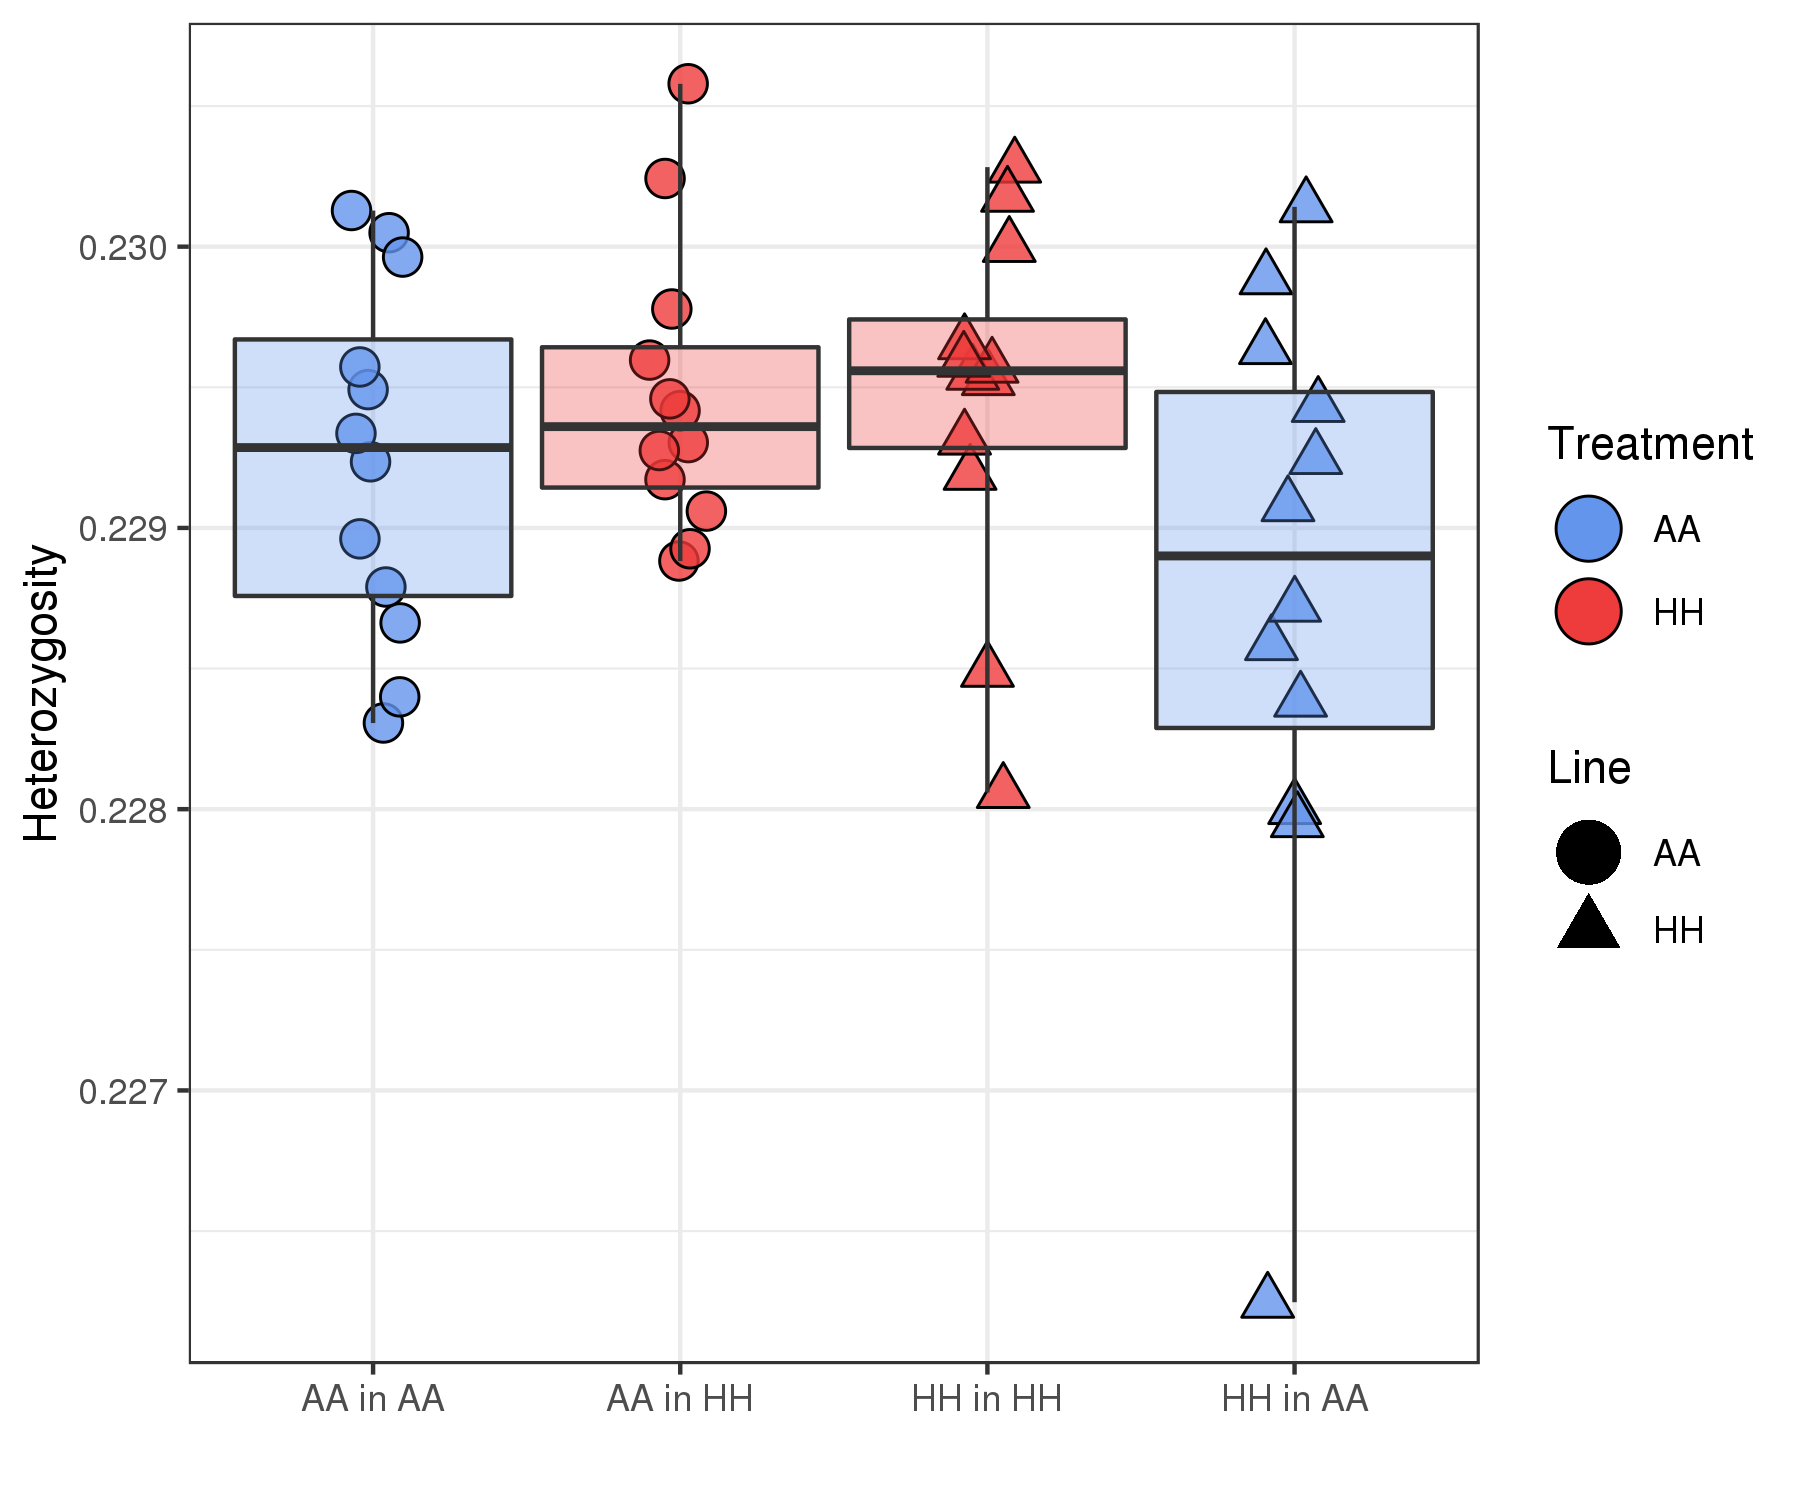 Heterozygosity
0.230
0.229
0.228
0.227
AA in AA
AA in HH
HH in HH
HH in AA
Treatment
AA
HH
Line
AA
HH